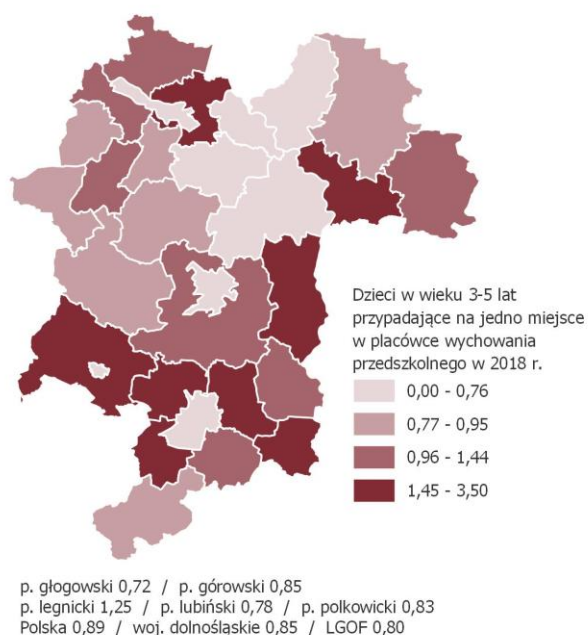 Dzieci w wieku 3-5 lat
przypadające na jedno miejsce
w placówce wychowania
przedszkolnego w 2018 r.
0,00 - 0,76
0,77 - 0,95
0,96 - 1,44
1,45 - 3,50
p. głogowski 0,72 / p. górowski 0,85
p. legnicki 1,25 / p. lubiński 0,78 / p. polkowicki 0,83
Polska 0,89 / woj. dolnośląskie 0,85 / LGOF 0,80